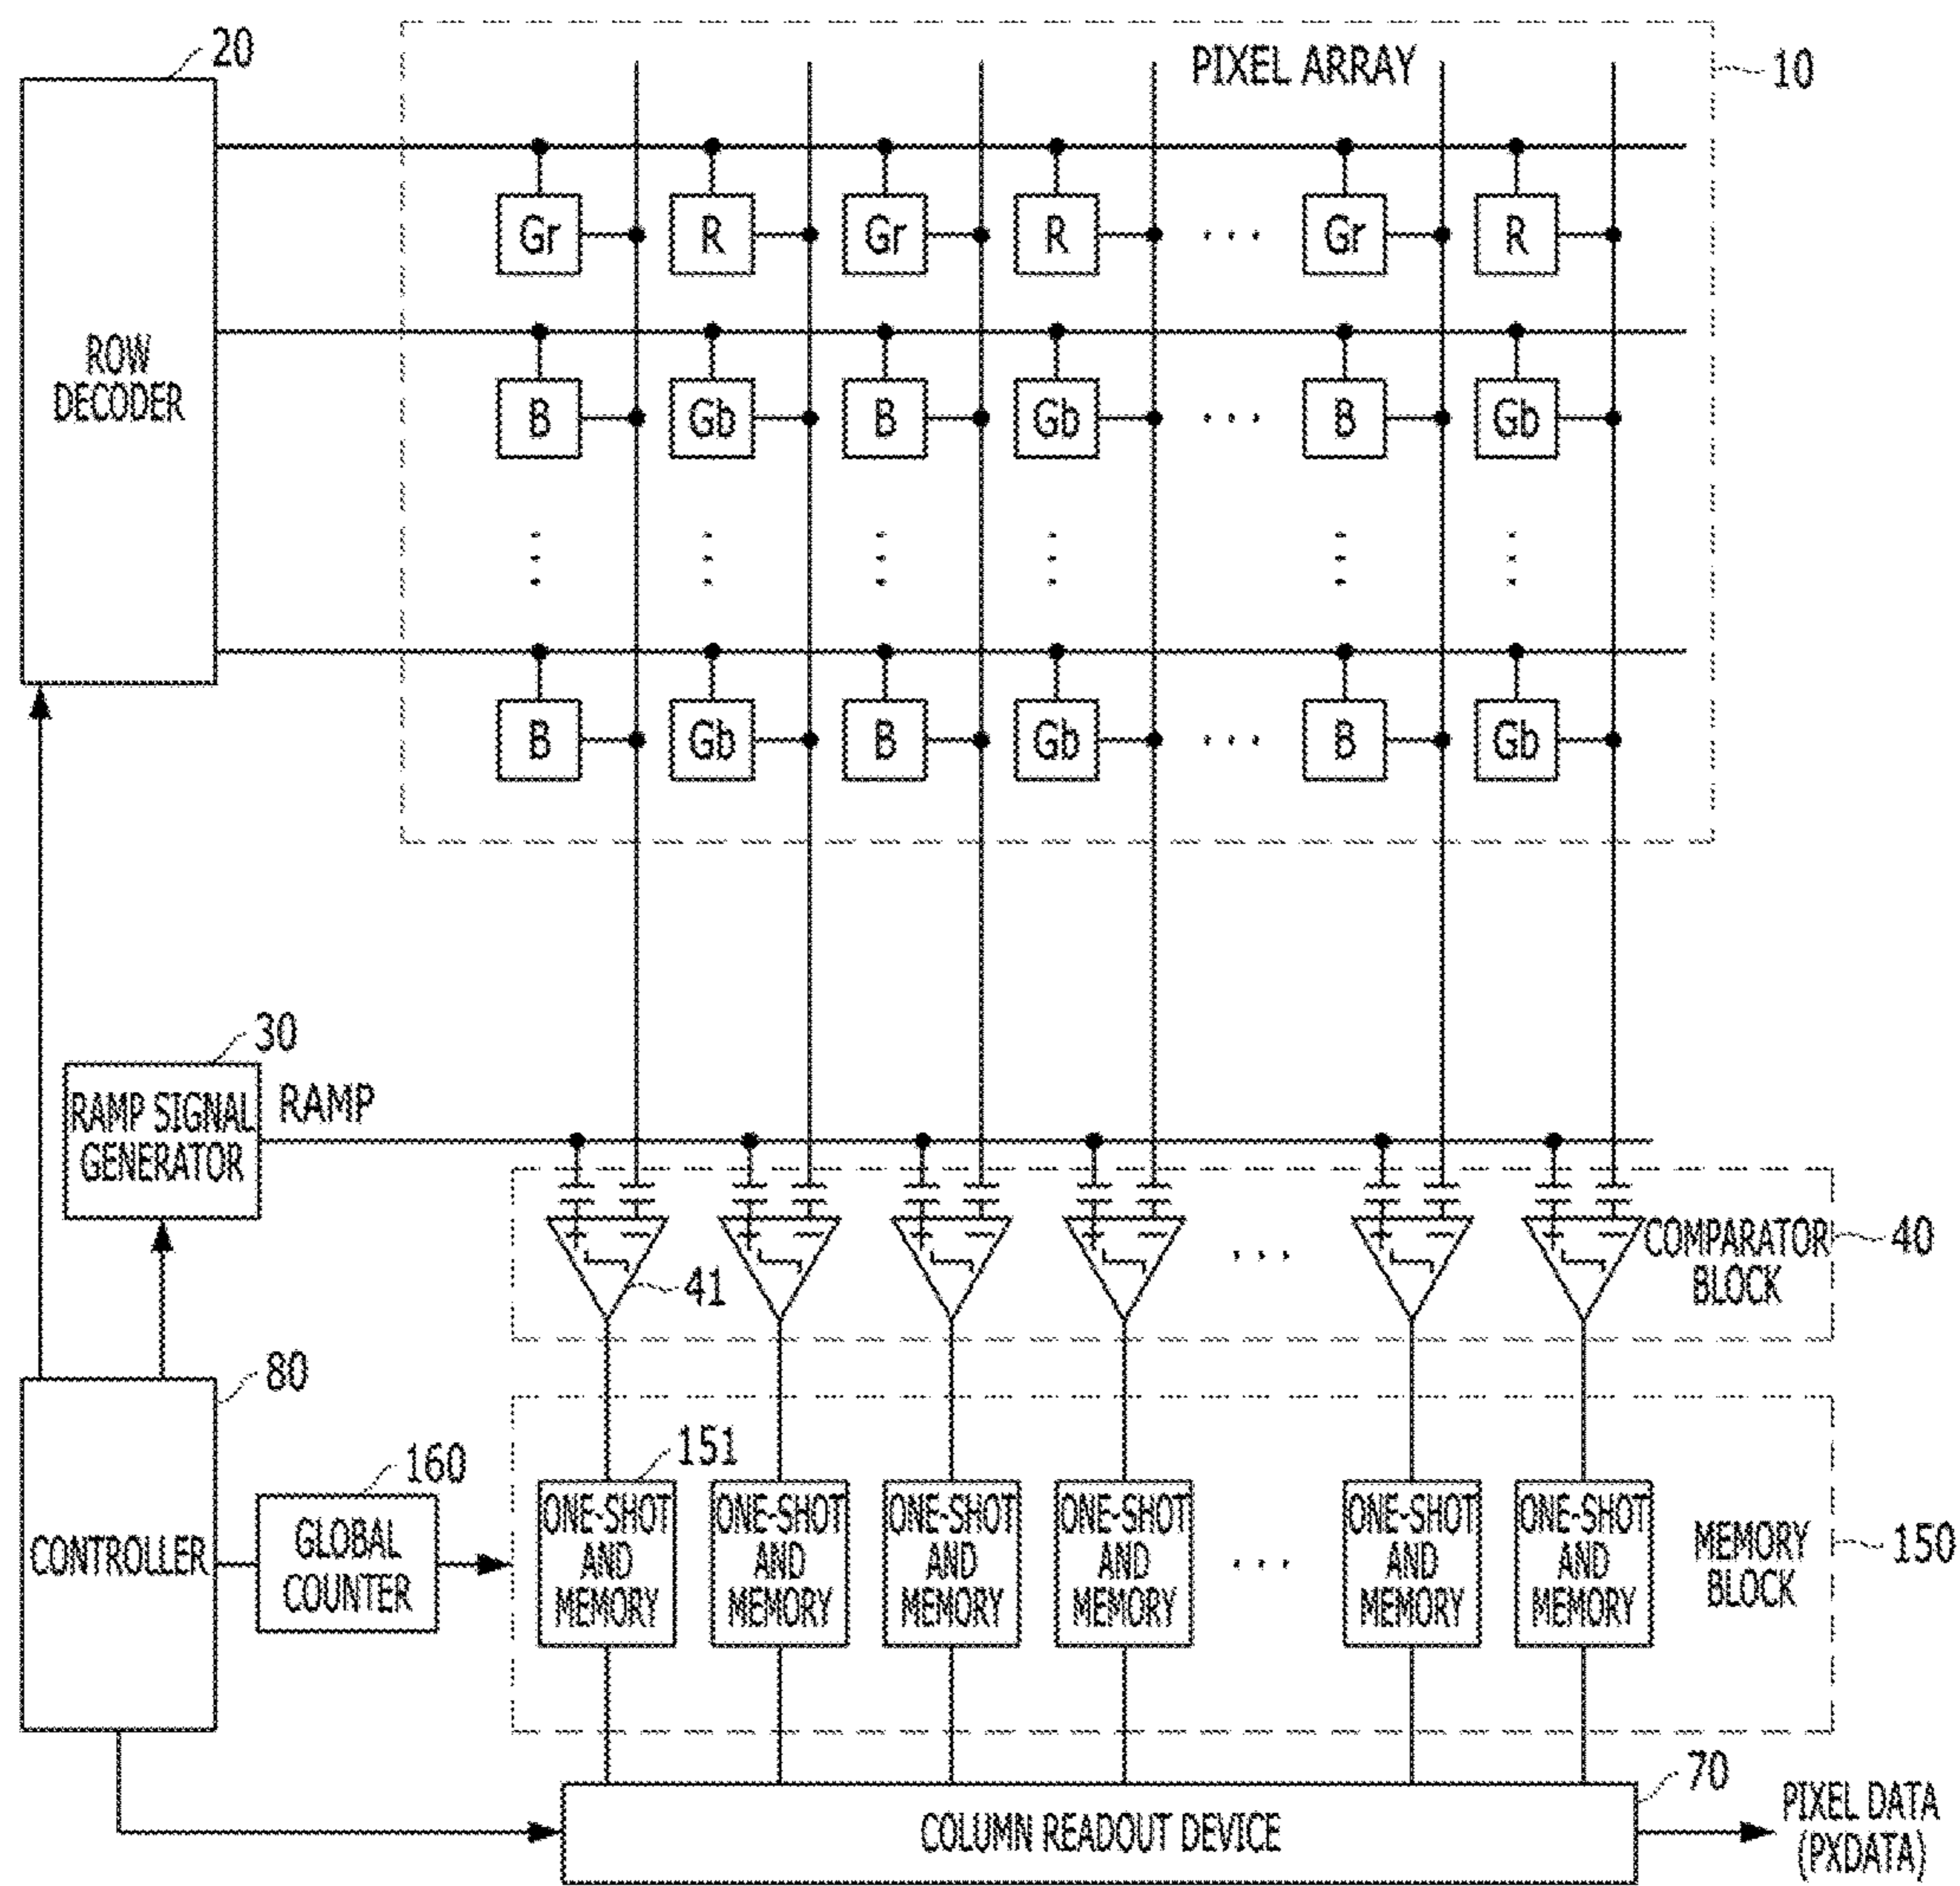 20
PIXEL ARRAY
10
Gr R Gr R ... Gr R
ROW
DECODER
B Gb B Gb ... B Gb
B Gb B Gb ... B Gb
30
RAMP SIGNAL
GENERATOR
RAMP
+ − + − + − + − ... + − + −
41
COMPARATOR
BLOCK
40
80
CONTROLLER
160
GLOBAL
COUNTER
151
ONE-SHOT
AND
MEMORY
ONE-SHOT
AND
MEMORY
ONE-SHOT
AND
MEMORY
ONE-SHOT
AND
MEMORY
...
ONE-SHOT
AND
MEMORY
ONE-SHOT
AND
MEMORY
MEMORY
BLOCK
150
70
COLUMN READOUT DEVICE
PIXEL DATA
(PXDATA)